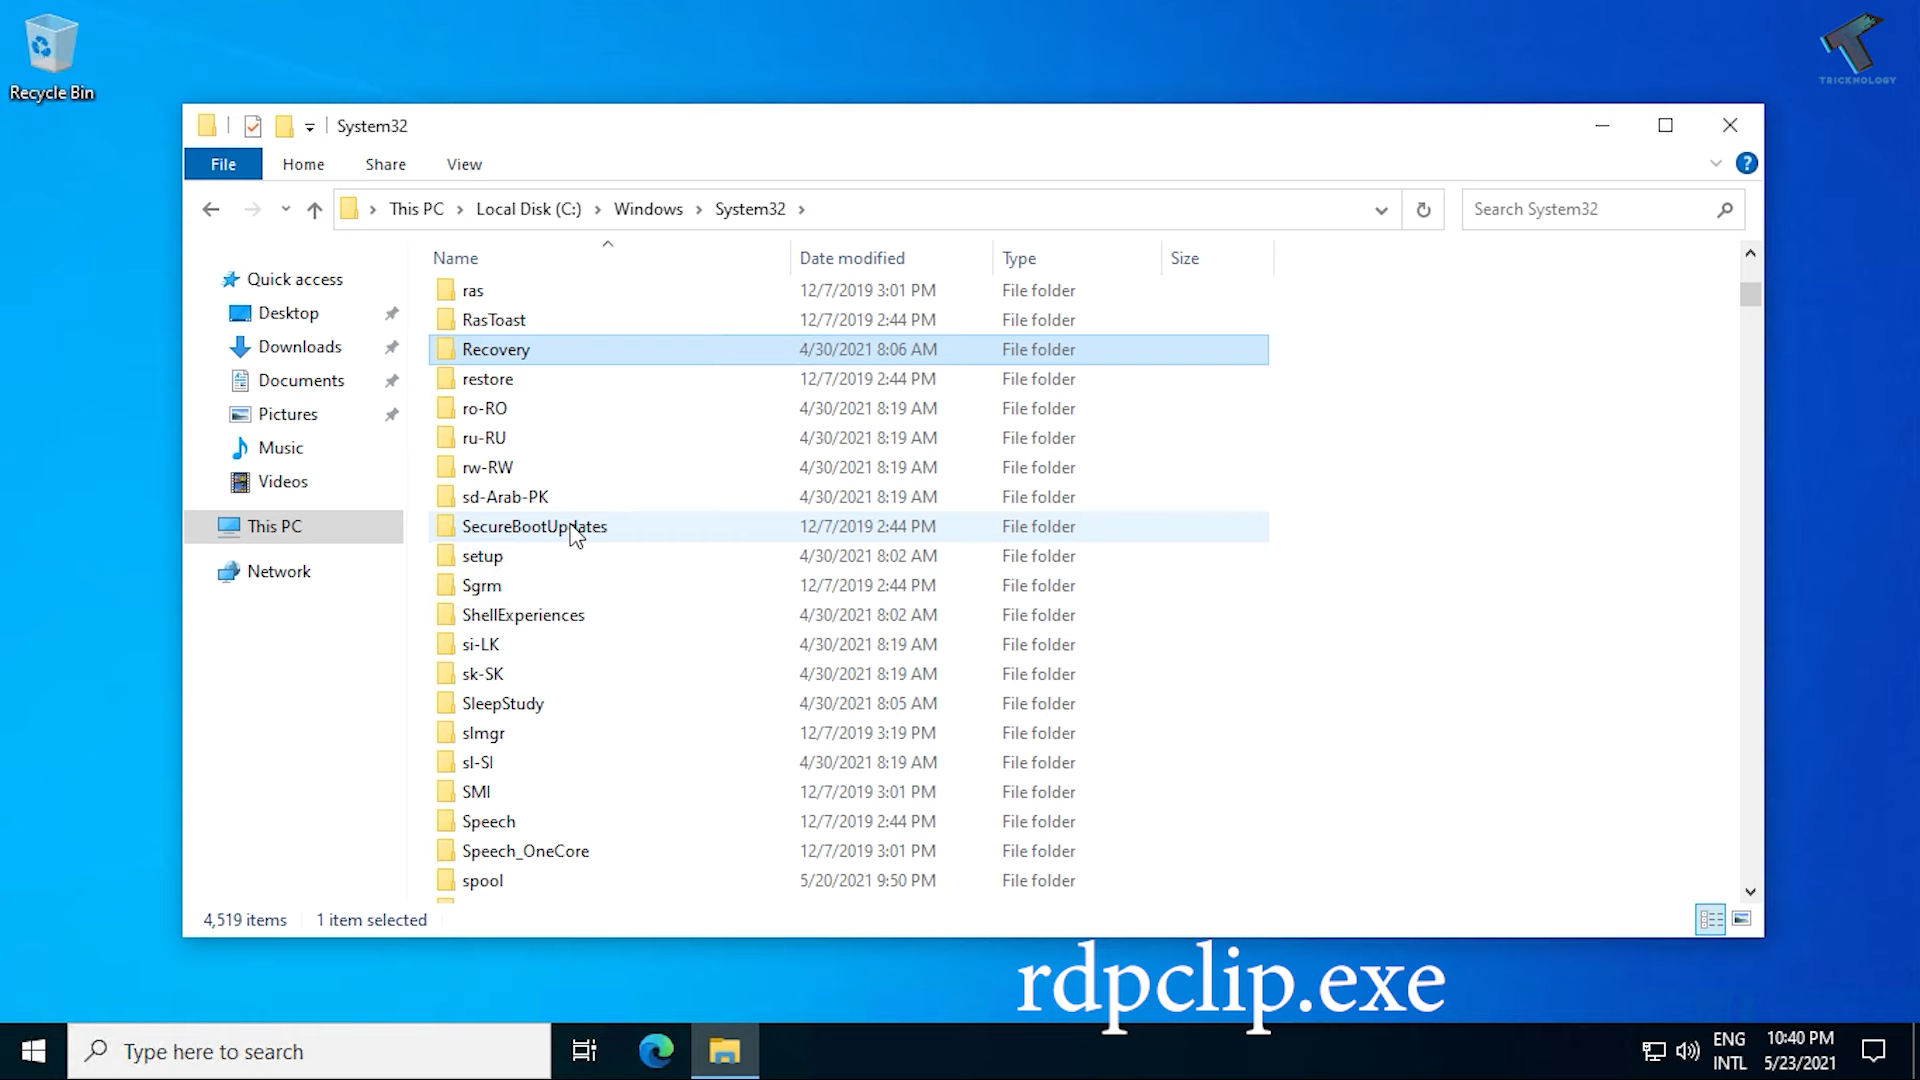 Recycle Bin
TRICKNOLOGY
System32
File Home Share View
This PC Local Disk (C:) Windows System32
Search System32
Quick access
Desktop
Downloads
Documents
Pictures
Music
Videos
This PC
Network
Name Date modified Type Size
ras 12/7/2019 3:01 PM File folder
RasToast 12/7/2019 2:44 PM File folder
Recovery 4/30/2021 8:06 AM File folder
restore 12/7/2019 2:44 PM File folder
ro-RO 4/30/2021 8:19 AM File folder
ru-RU 4/30/2021 8:19 AM File folder
rw-RW 4/30/2021 8:19 AM File folder
sd-Arab-PK 4/30/2021 8:19 AM File folder
SecureBootUpdates 12/7/2019 2:44 PM File folder
setup 4/30/2021 8:02 AM File folder
Sgrm 12/7/2019 2:44 PM File folder
ShellExperiences 4/30/2021 8:02 AM File folder
si-LK 4/30/2021 8:19 AM File folder
sk-SK 4/30/2021 8:19 AM File folder
SleepStudy 4/30/2021 8:05 AM File folder
slmgr 12/7/2019 3:19 PM File folder
sl-SI 4/30/2021 8:19 AM File folder
SMI 12/7/2019 3:01 PM File folder
Speech 12/7/2019 2:44 PM File folder
Speech_OneCore 12/7/2019 3:01 PM File folder
spool 5/20/2021 9:50 PM File folder
4,519 items 1 item selected
rdpclip.exe
Type here to search
ENG
INTL
10:40 PM
5/23/2021